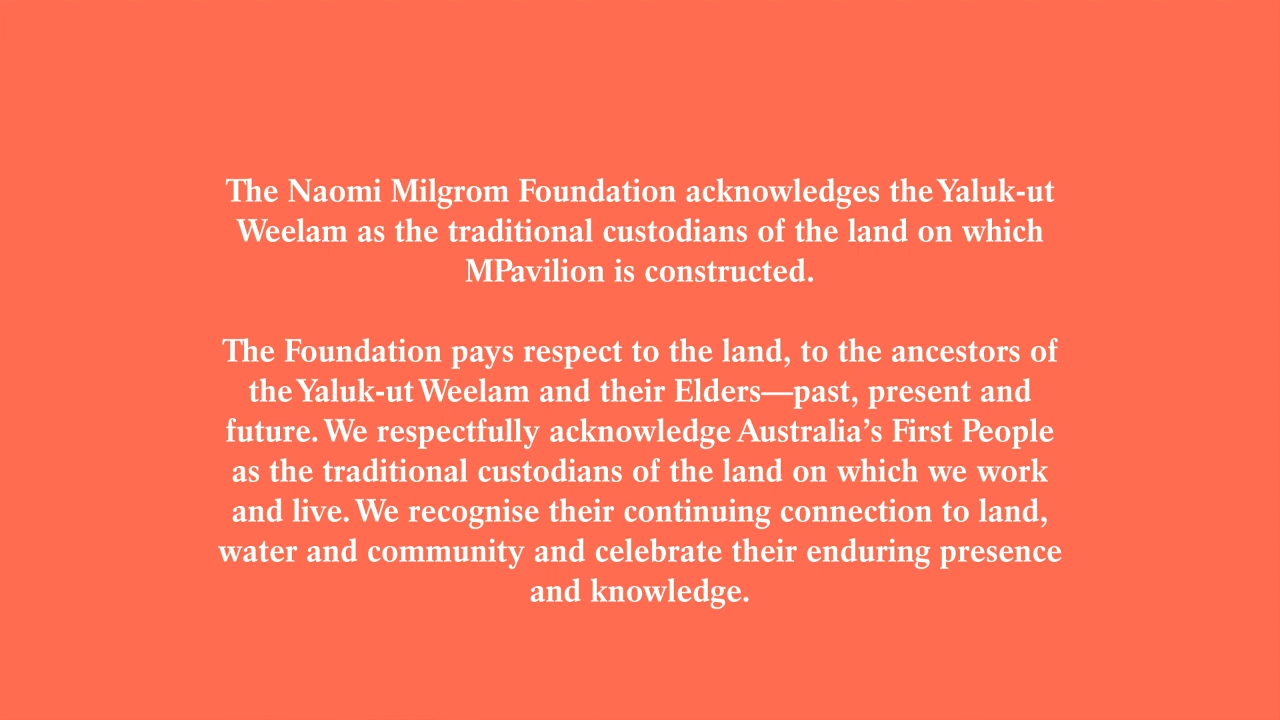 The Naomi Milgrom Foundation acknowledges the Yaluk-ut
Weelam as the traditional custodians of the land on which
MPavilion is constructed.
The Foundation pays respect to the land, to the ancestors of
the Yaluk-ut Weelam and their Elders—past, present and
future. We respectfully acknowledge Australia’s First People
as the traditional custodians of the land on which we work
and live. We recognise their continuing connection to land,
water and community and celebrate their enduring presence
and knowledge.